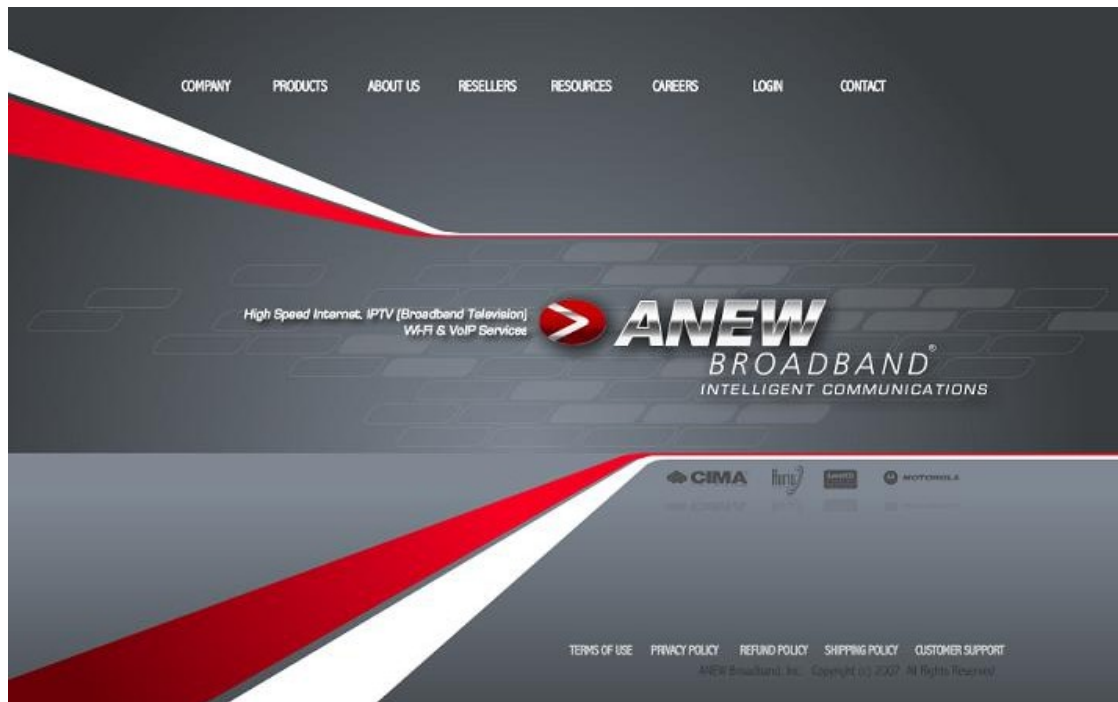 COMPANY PRODUCTS ABOUT US RESELLERS RESOURCES CAREERS LOGIN CONTACT
High Speed Internet, IPTV (Broadband Television)
Wi-Fi & VoIP Services
ANEW
BROADBAND®
INTELLIGENT COMMUNICATIONS
CIMA MOTOROLA
TERMS OF USE PRIVACY POLICY REFUND POLICY SHIPPING POLICY CUSTOMER SUPPORT
ANEW Broadband, Inc. Copyright (c) 2007 All Rights Reserved